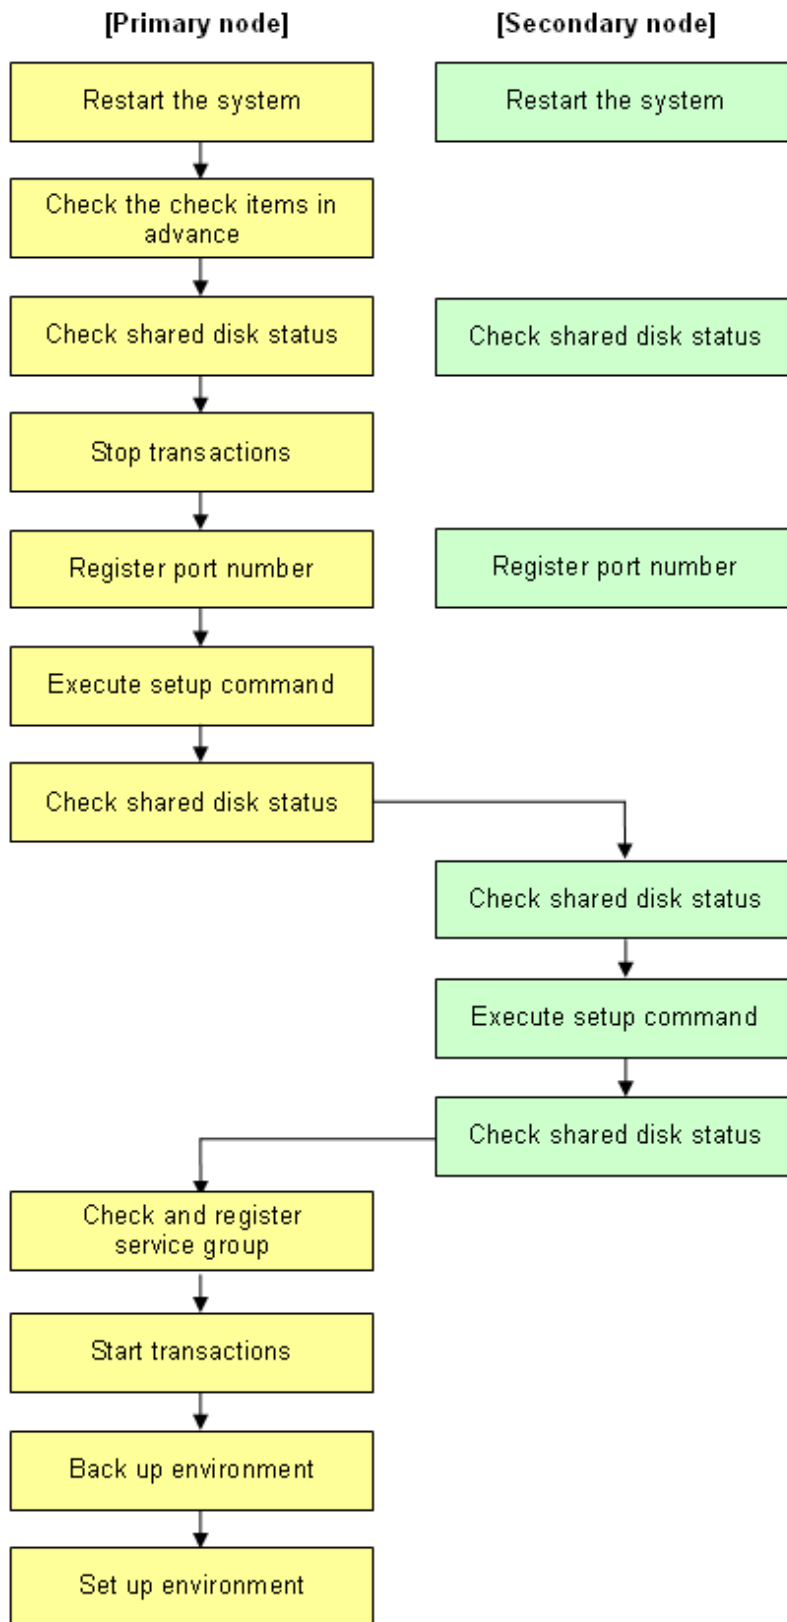 [Primary node]
[Secondary node]
Restart the system
Restart the system
Check the check items in
advance
Check shared disk status
Check shared disk status
Stop transactions
Register port number
Register port number
Execute setup command
Check shared disk status
Check shared disk status
Execute setup command
Check shared disk status
Check and register
service group
Start transactions
Back up environment
Set up environment